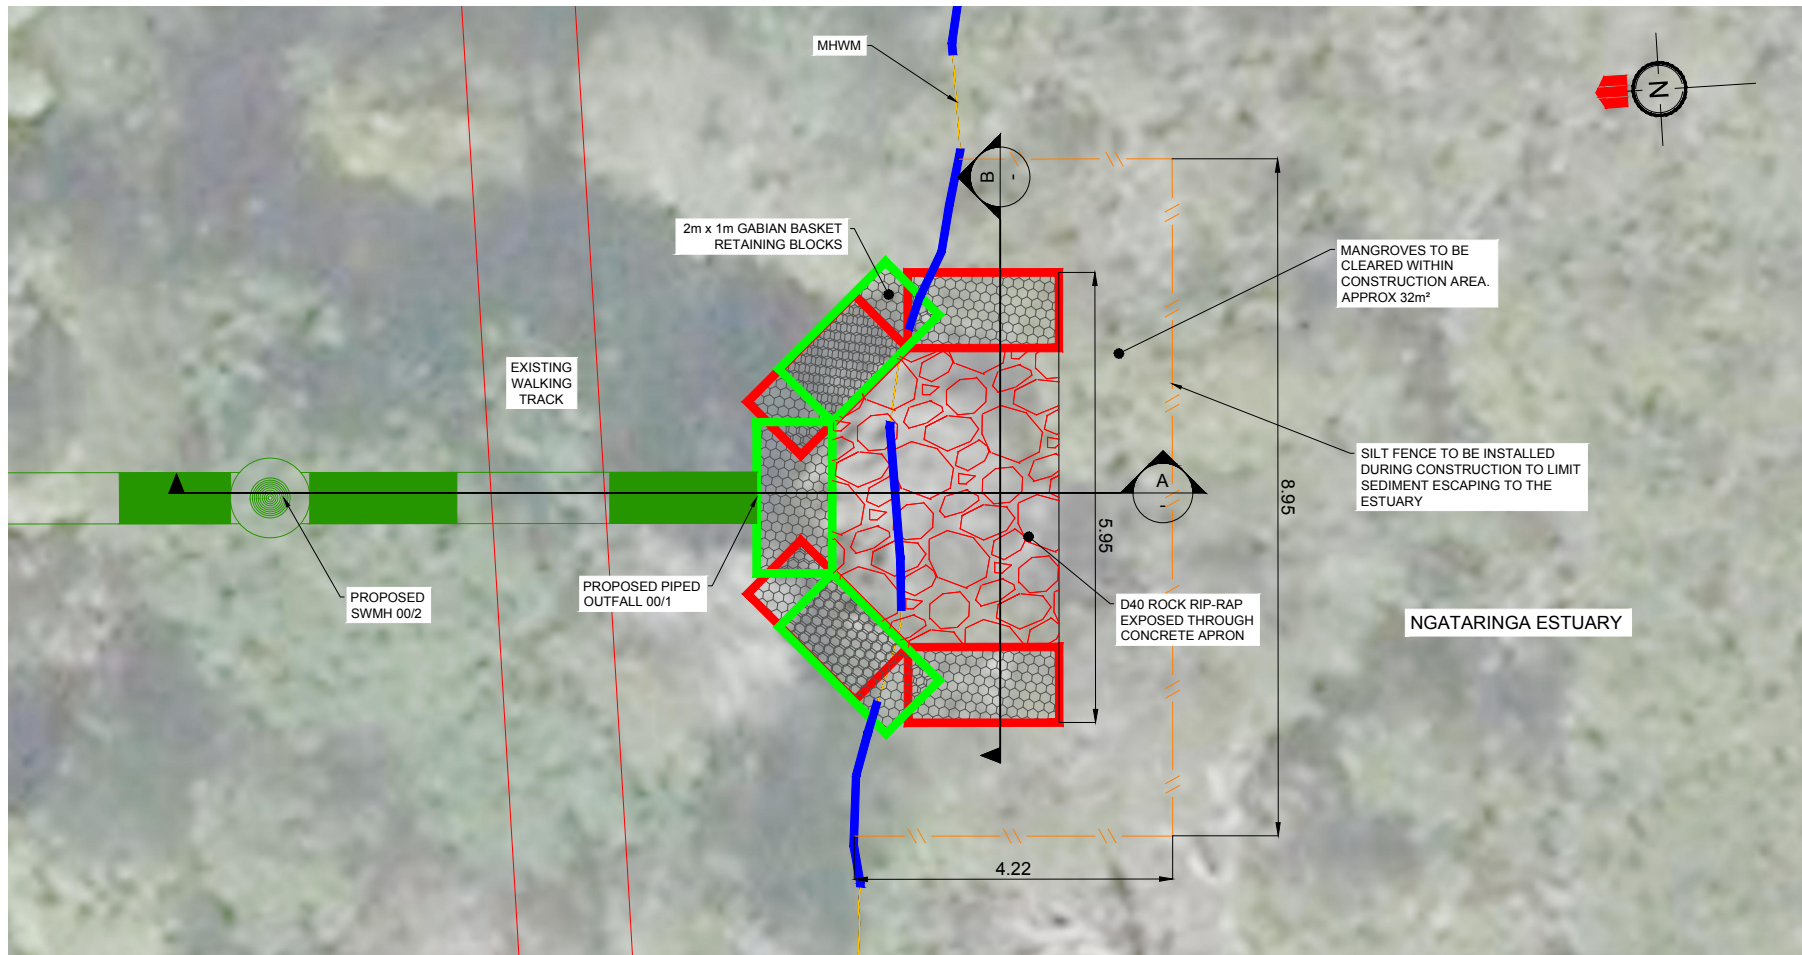 MHWM
N
B
-
2m x 1m GABIAN BASKET
RETAINING BLOCKS
MANGROVES TO BE
CLEARED WITHIN
CONSTRUCTION AREA.
APPROX 32m²
EXISTING
WALKING
TRACK
SILT FENCE TO BE INSTALLED
DURING CONSTRUCTION TO LIMIT
SEDIMENT ESCAPING TO THE
ESTUARY
A
-
8.95
5.95
PROPOSED
SWMH 00/2
PROPOSED PIPED
OUTFALL 00/1
D40 ROCK RIP-RAP
EXPOSED THROUGH
CONCRETE APRON
NGATARINGA ESTUARY
4.22